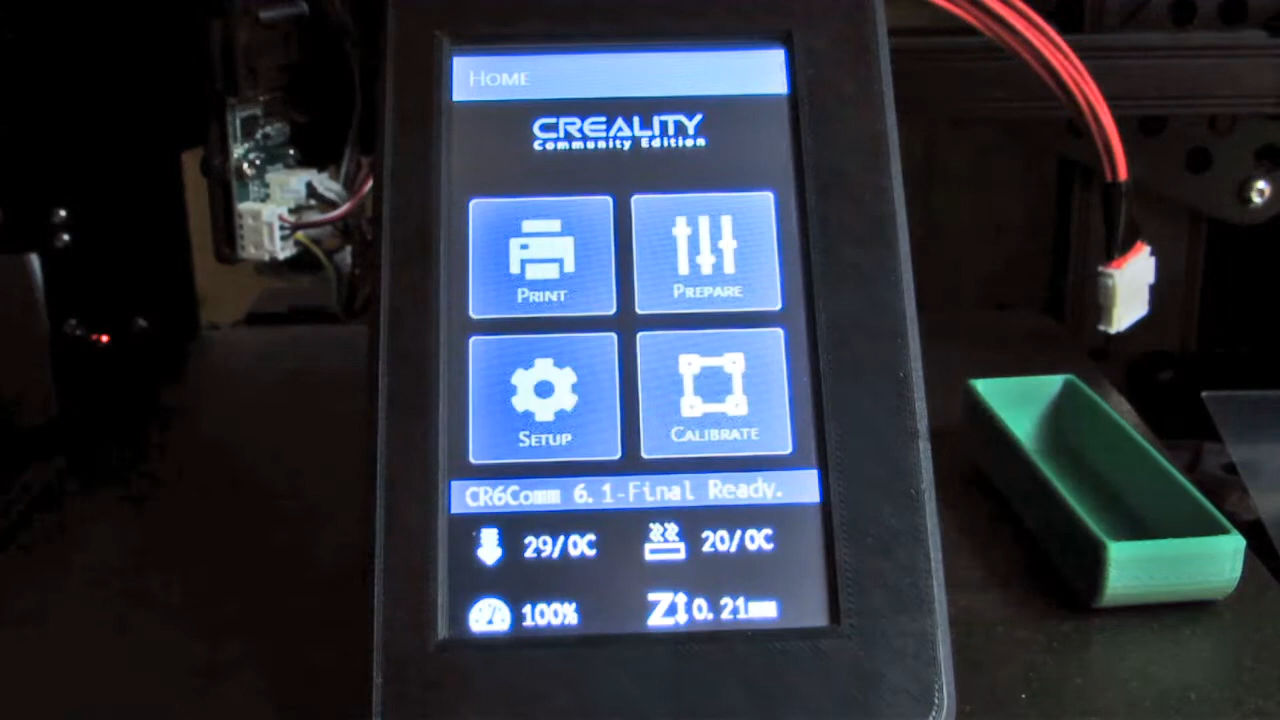 Home
CREALITY
Community Edition
Print
Prepare
Setup
Calibrate
CR6Comm 6.1-Final Ready.
29/0C
20/0C
100%
Z 0.21mm